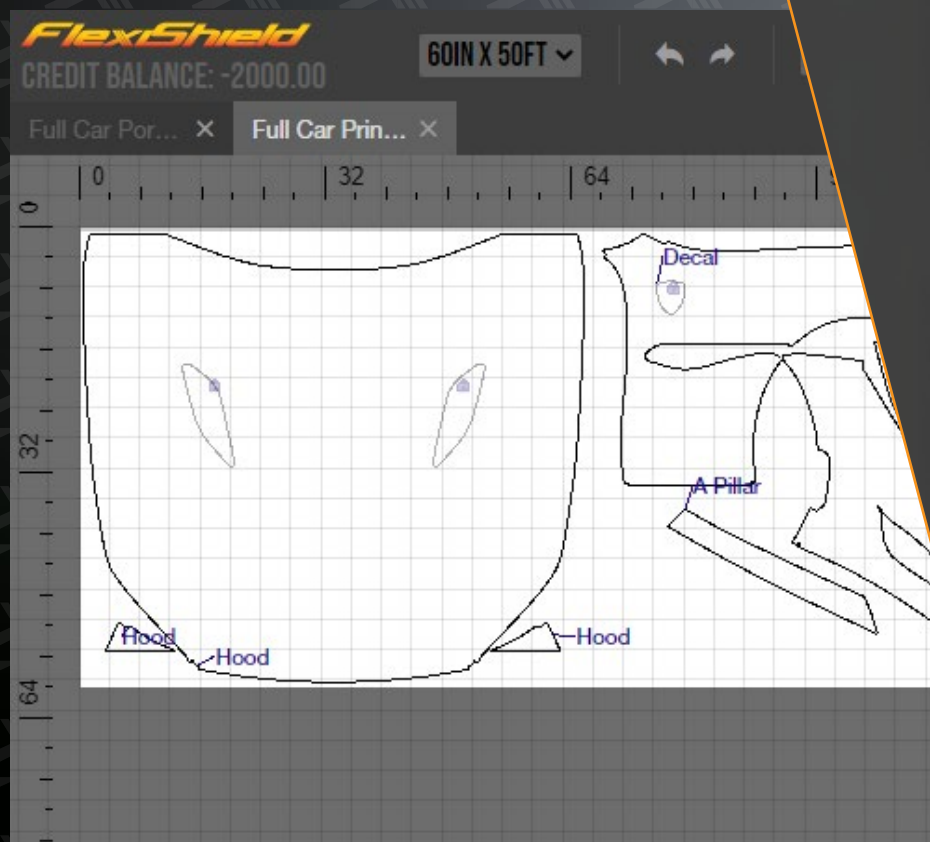 FlexiShield
CREDIT BALANCE: -2000.00
60IN X 50FT
Full Car Por... ×
Full Car Prin... ×
0
32
64
0
32
64
Decal
A Pillar
Hood
Hood
Hood